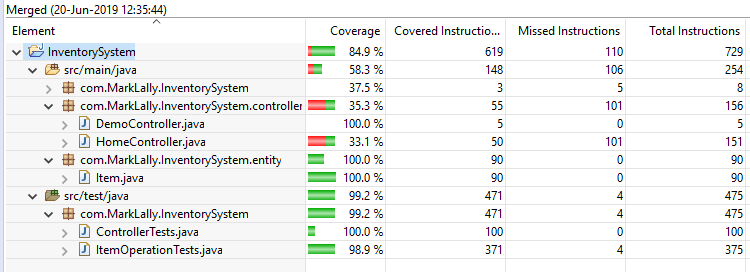 Merged (20-Jun-2019 12:35:44)
Element Coverage Covered Instructio... Missed Instructions Total Instructions
InventorySystem 84.9 % 619 110 729
src/main/java 58.3 % 148 106 254
com.MarkLally.InventorySystem 37.5 % 3 5 8
com.MarkLally.InventorySystem.controller 35.3 % 55 101 156
DemoController.java 100.0 % 5 0 5
HomeController.java 33.1 % 50 101 151
com.MarkLally.InventorySystem.entity 100.0 % 90 0 90
Item.java 100.0 % 90 0 90
src/test/java 99.2 % 471 4 475
com.MarkLally.InventorySystem 99.2 % 471 4 475
ControllerTests.java 100.0 % 100 0 100
ItemOperationTests.java 98.9 % 371 4 375